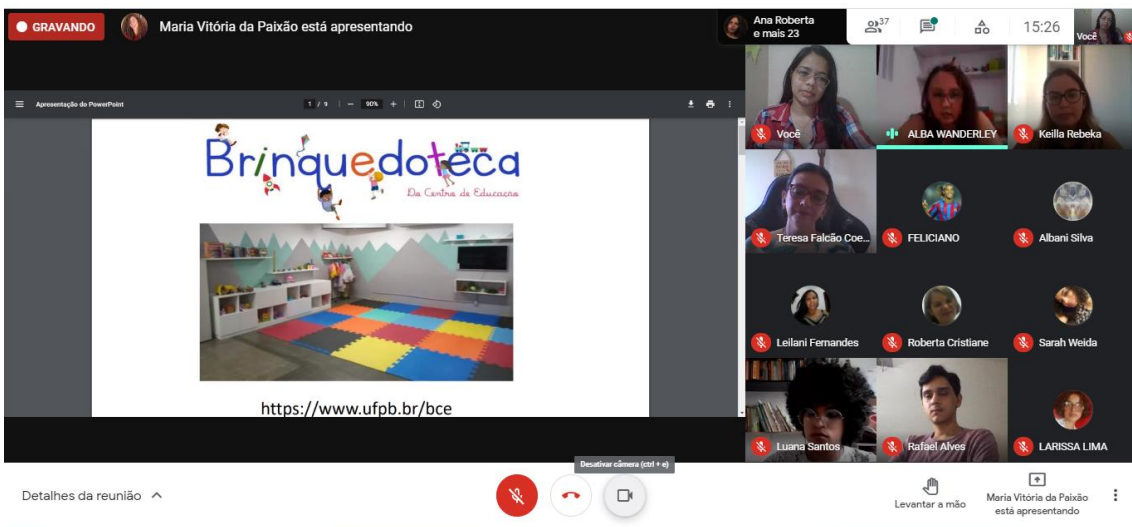 GRAVANDO
Maria Vitória da Paixão está apresentando
Ana Roberta
e mais 23
37
15:26
Você
Apresentação do PowerPoint
1 / 9
90%
Brinquedoteca
Do Centro de Educação
https://www.ufpb.br/bce
Você
ALBA WANDERLEY
Keilla Rebeka
Teresa Falcão Coe...
FELICIANO
Albani Silva
Leilani Fernandes
Roberta Cristiane
Sarah Weida
Luana Santos
Rafael Alves
LARISSA LIMA
Desativar câmera (ctrl + e)
Detalhes da reunião
Levantar a mão
Maria Vitória da Paixão
está apresentando